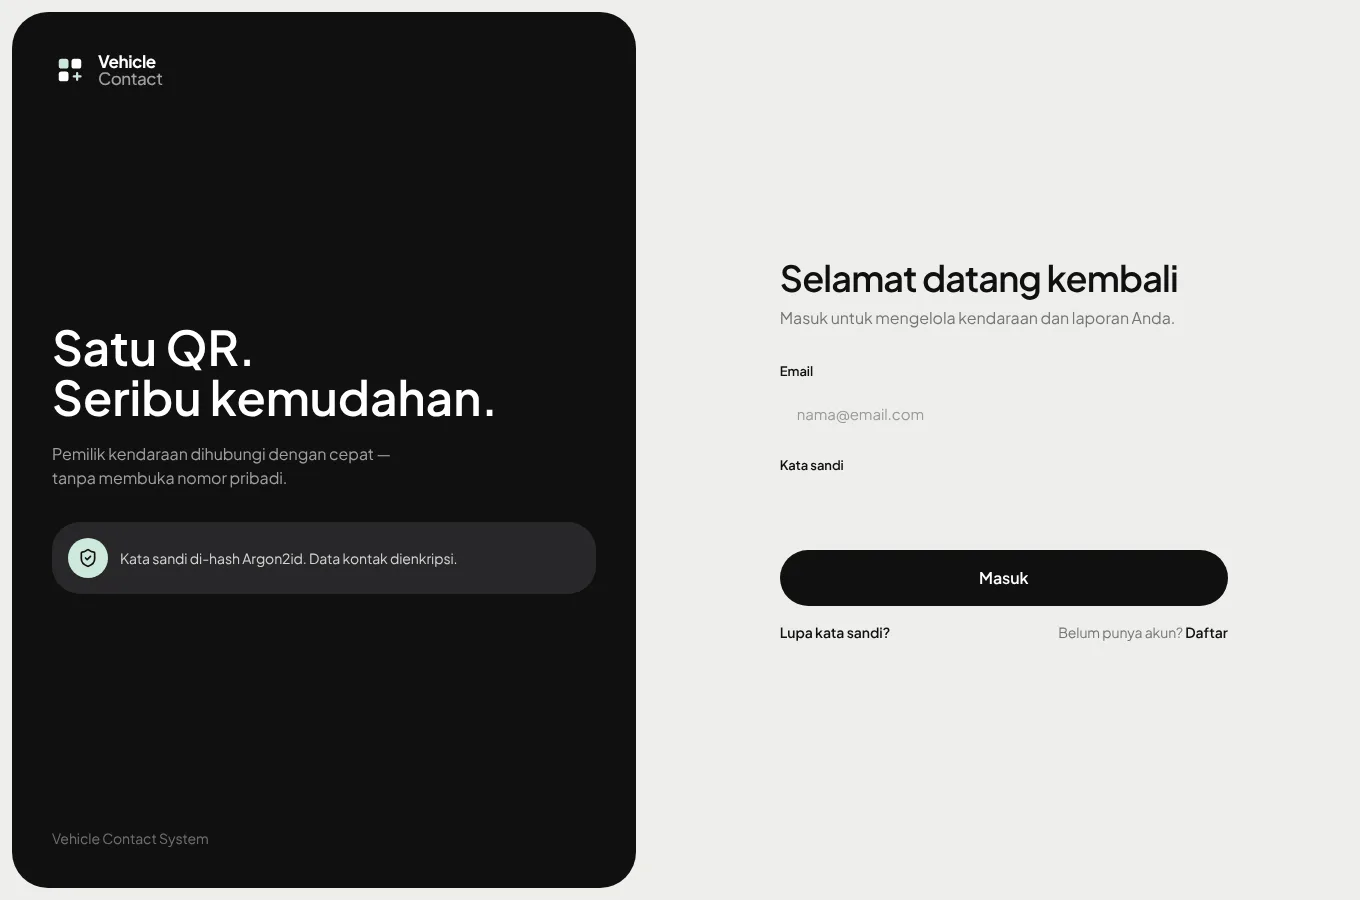 Vehicle
Contact
Satu QR.
Seribu kemudahan.
Pemilik kendaraan dihubungi dengan cepat —
tanpa membuka nomor pribadi.
Kata sandi di-hash Argon2id. Data kontak dienkripsi.
Vehicle Contact System
Selamat datang kembali
Masuk untuk mengelola kendaraan dan laporan Anda.
Email
nama@email.com
Kata sandi
Masuk
Lupa kata sandi?
Belum punya akun? Daftar